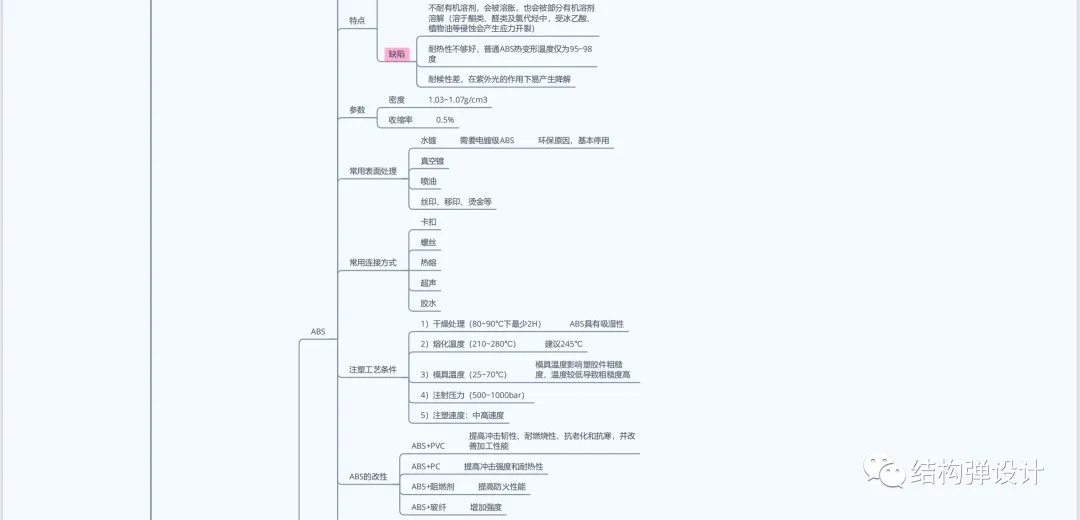 不耐有机溶剂，会被溶胀，也会被部分有机溶剂
溶解（溶于酮类、醛类及氯代烃中，受冰乙酸、
植物油等侵蚀会产生应力开裂）
特点
缺陷
耐热性不够好，普通ABS热变形温度仅为95~98
度
耐候性差，在紫外光的作用下易产生降解
参数
密度 1.03~1.07g/cm3
收缩率 0.5%
常用表面处理
水镀 需要电镀级ABS 环保原因，基本停用
真空镀
喷油
丝印、移印、烫金等
常用连接方式
卡扣
螺丝
热熔
超声
胶水
ABS
注塑工艺条件
1）干燥处理（80~90℃下最少2H） ABS具有吸湿性
2）熔化温度（210~280℃） 建议245℃
3）模具温度（25~70℃） 模具温度影响塑胶件粗糙
度，温度较低导致粗糙度高
4）注射压力（500~1000bar）
5）注塑速度：中高速度
ABS的改性
ABS+PVC 提高冲击韧性、耐燃烧性、抗老化和抗寒，并改
善加工性能
ABS+PC 提高冲击强度和耐热性
ABS+阻燃剂 提高防火性能
ABS+玻纤 增加强度
结构弹设计